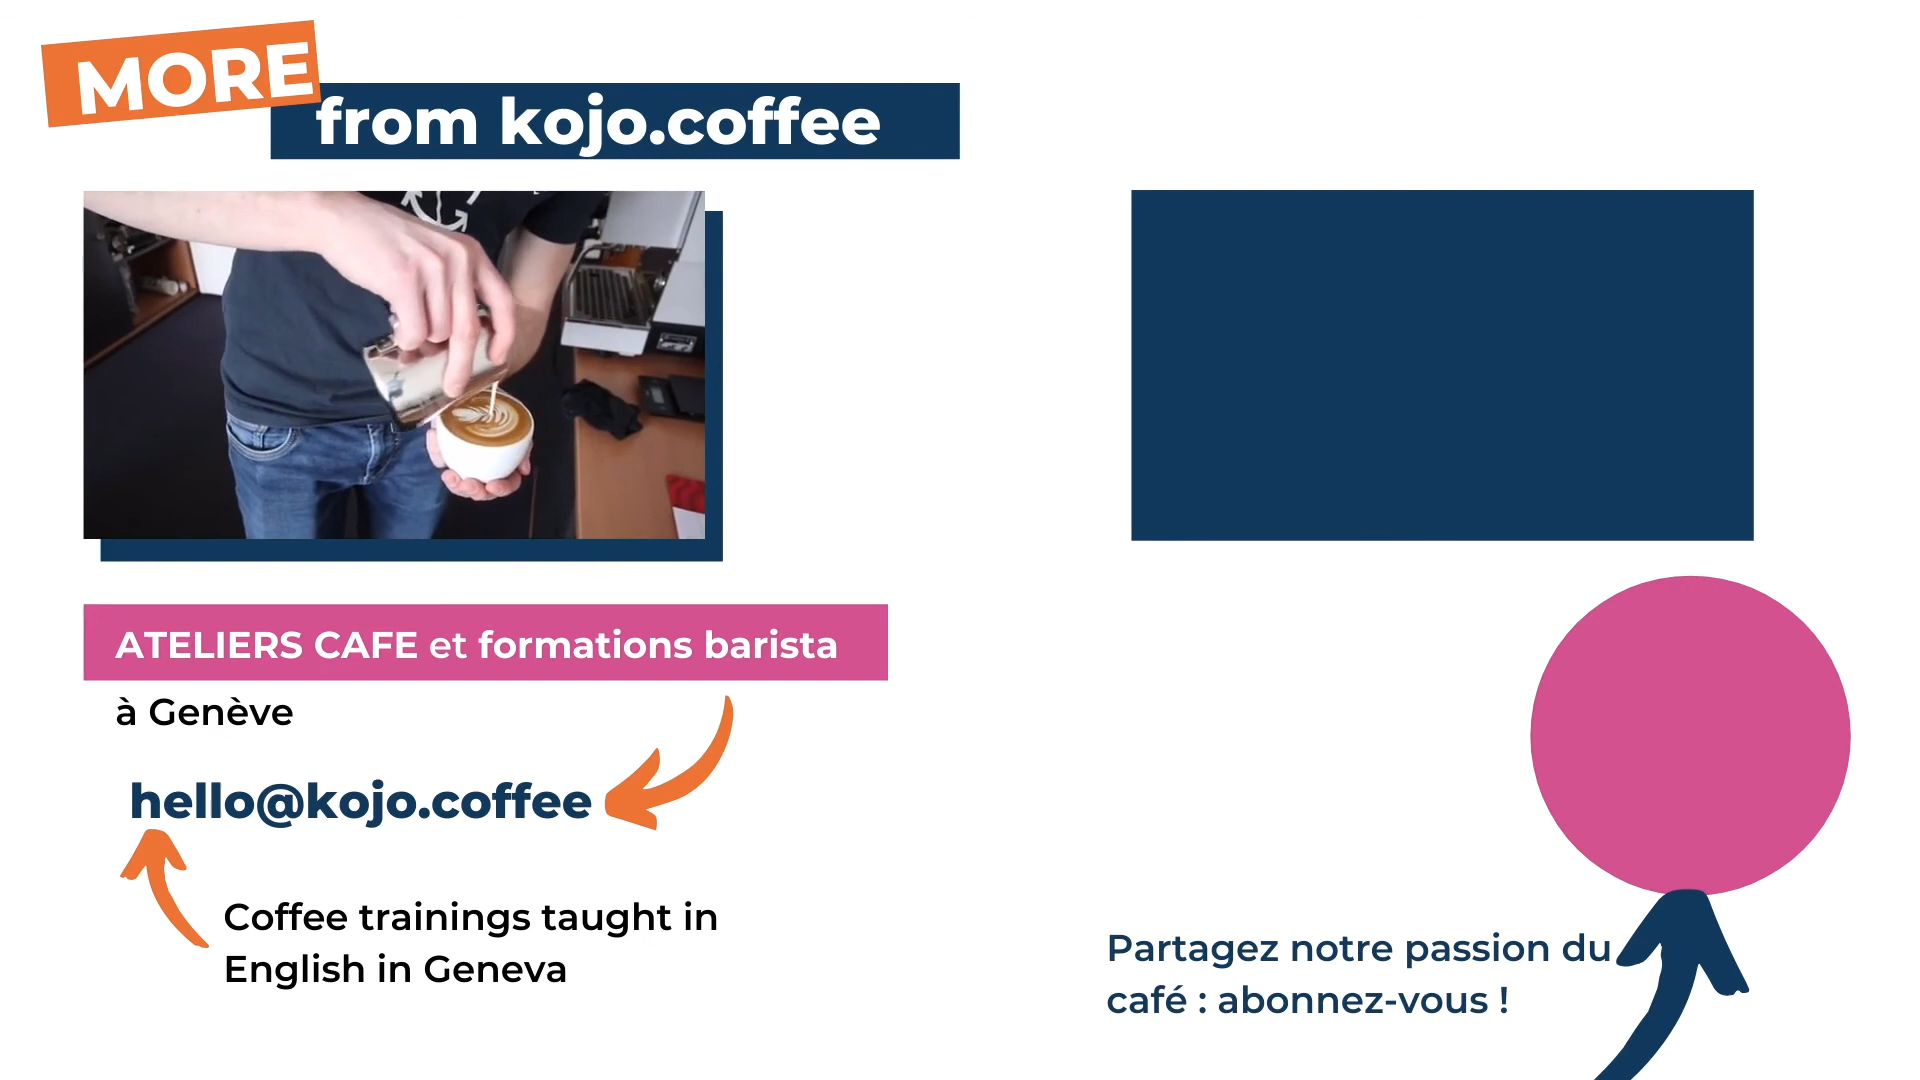 MORE
from kojo.coffee
ATELIERS CAFE et formations barista
à Genève
hello@kojo.coffee
Coffee trainings taught in
English in Geneva
Partagez notre passion du
café : abonnez-vous !